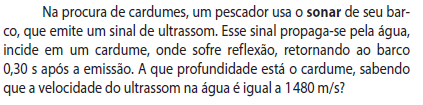 Na procura de cardumes, um pescador usa o sonar de seu bar-
co, que emite um sinal de ultrassom. Esse sinal propaga-se pela água,
incide em um cardume, onde sofre reflexão, retornando ao barco
0,30 s após a emissão. A que profundidade está o cardume, sabendo
que a velocidade do ultrassom na água é igual a 1 480 m/s?